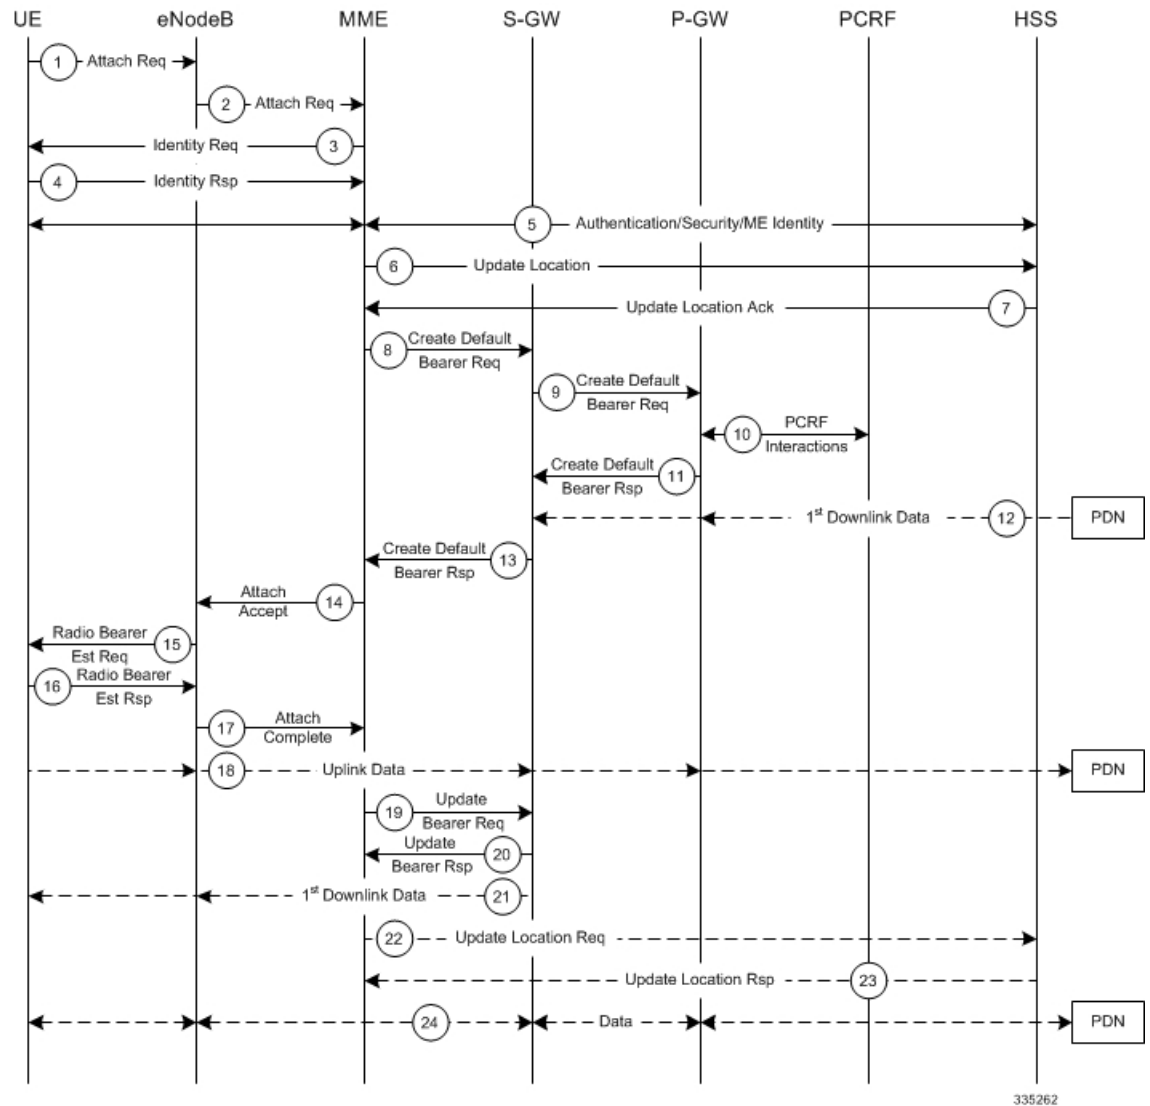 UE eNodeB MME S-GW P-GW PCRF HSS
1 Attach Req
2 Attach Req
Identity Req 3
4 Identity Rsp
5 Authentication/Security/ME Identity
6 Update Location
Update Location Ack 7
8 Create Default
Bearer Req
9 Create Default
Bearer Req
10 PCRF
Interactions
Create Default 11
Bearer Rsp
1st Downlink Data 12 PDN
Create Default 13
Bearer Rsp
Attach 14
Accept
Radio Bearer 15
Est Req
16 Radio Bearer
Est Rsp
17 Attach
Complete
18 Uplink Data PDN
19 Update
Bearer Req
Update 20
Bearer Rsp
1st Downlink Data 21
22 Update Location Req
Update Location Rsp 23
24 Data PDN
335262